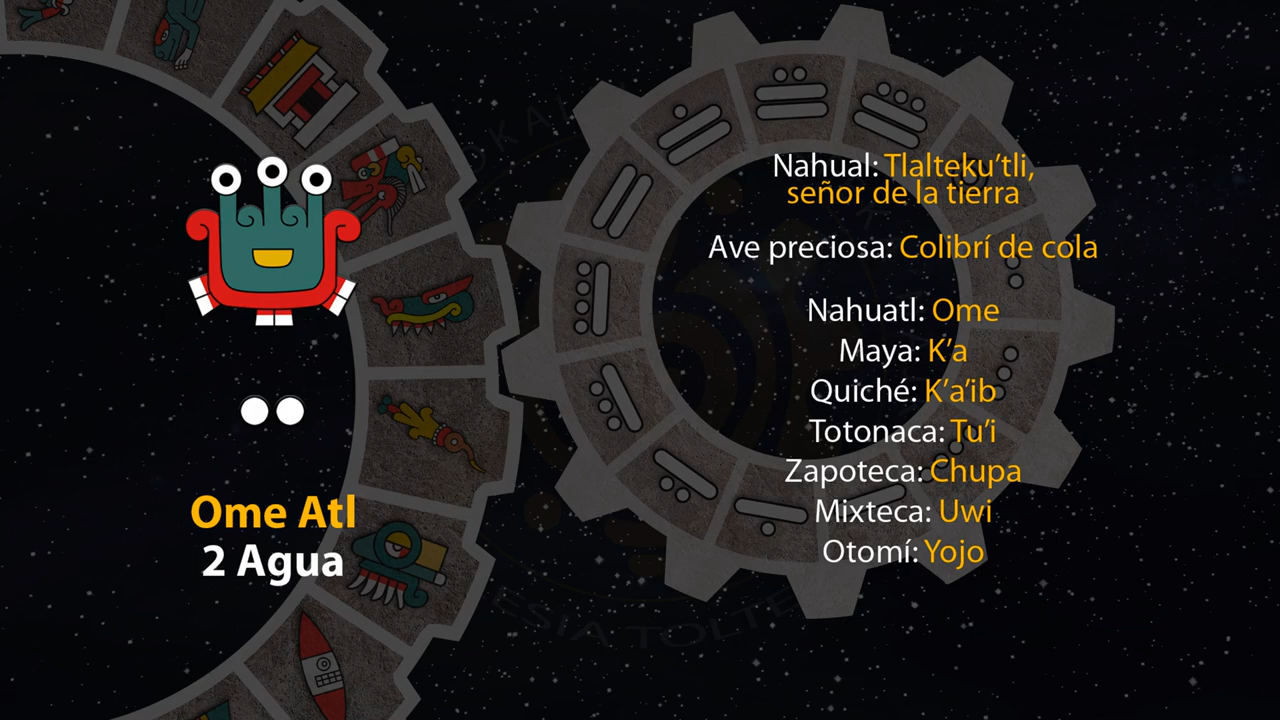 Ome Atl
2 Agua
Nahual: Tlalteku’tli,
señor de la tierra
Ave preciosa: Colibrí de cola
Nahuatl: Ome
Maya: K’a
Quiché: K’a’ib
Totonaca: Tu’i
Zapoteca: Chupa
Mixteca: Uwi
Otomí: Yojo